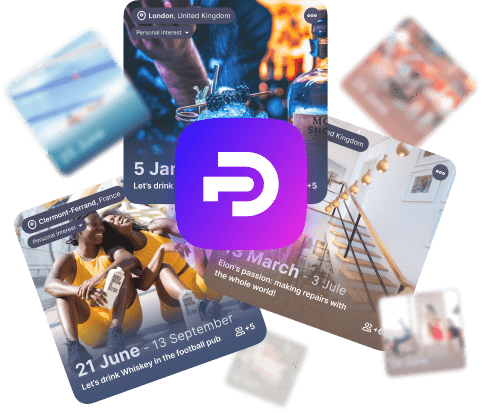 London, United Kingdom
Personal interest
5 Jan
Let's drink
+5
Kingdom
13 March - 3 Jule
Elon's passion: making repairs with
the whole world!
+6
Clermont-Ferrand, France
Personal interest
21 June - 13 September
Let's drink Whiskey in the football pub
+5